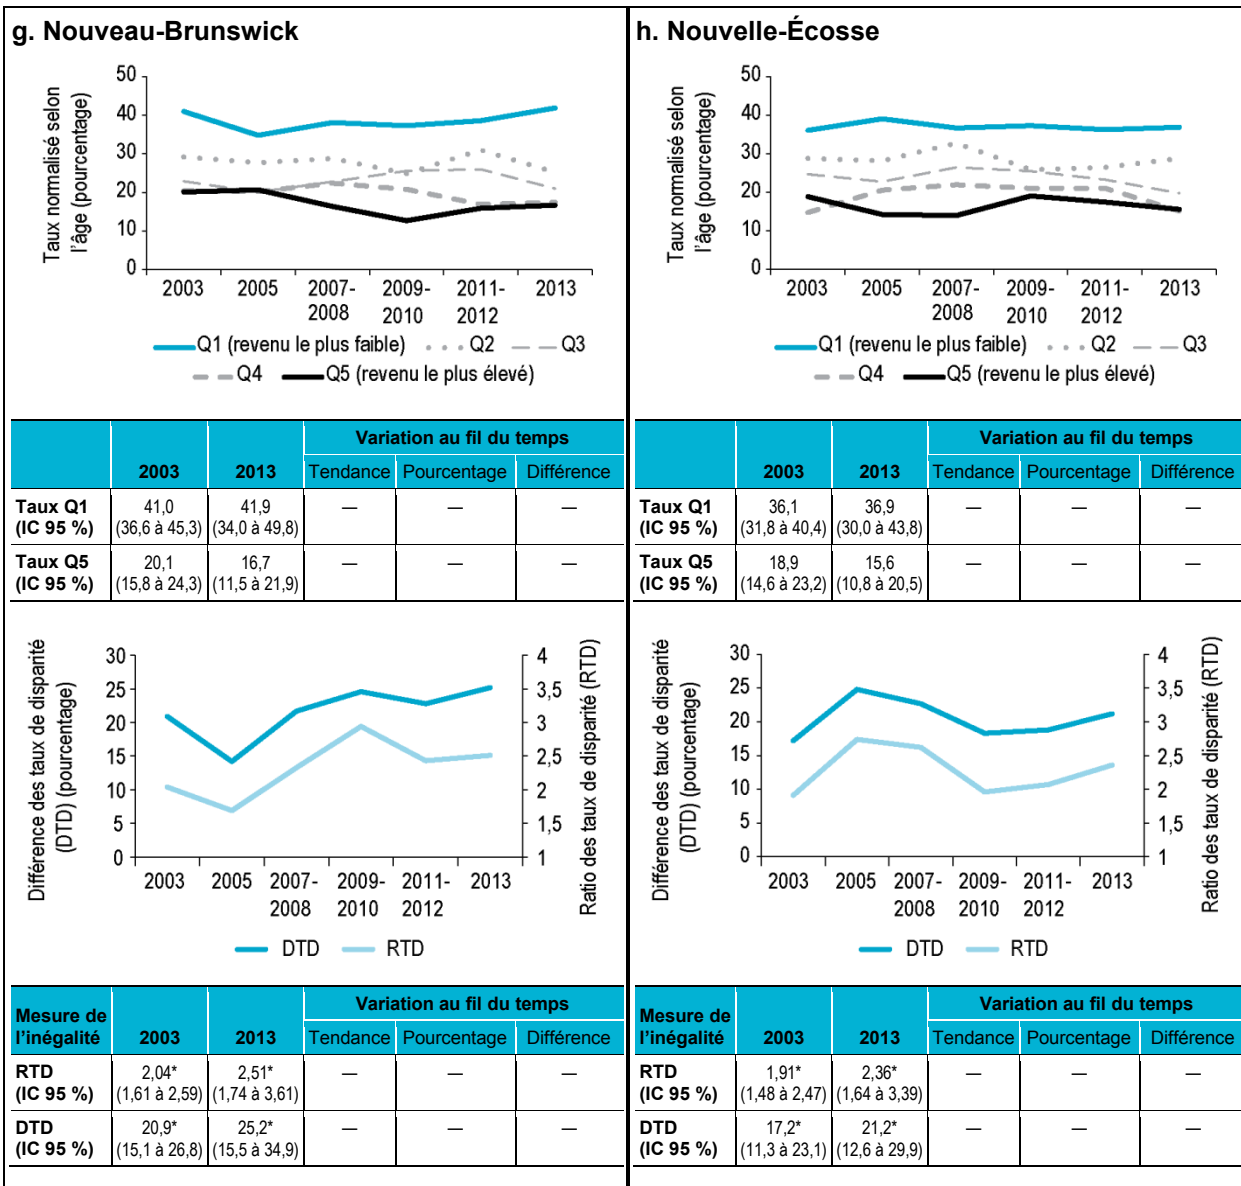 g. Nouveau-Brunswick
Taux normalisé selon
l'âge (pourcentage)
50
40
30
20
10
0
2003 2005 2007- 2009- 2011- 2013
2008 2010 2012
Q1 (revenu le plus faible) Q2 Q3
Q4 Q5 (revenu le plus élevé)
Variation au fil du temps
2003 2013 Tendance Pourcentage Différence
Taux Q1 41,0 41,9 — — —
(IC 95 %) (36,6 à 45,3) (34,0 à 49,8)
Taux Q5 20,1 16,7 — — —
(IC 95 %) (15,8 à 24,3) (11,5 à 21,9)
Différence des taux de disparité
(DTD) (pourcentage)
30
25
20
15
10
5
0
4
3,5
3
2,5
2
1,5
1
Ratio des taux de disparité (RTD)
2003 2005 2007- 2009- 2011- 2013
2008 2010 2012
DTD RTD
Mesure de Variation au fil du temps
l'inégalité 2003 2013 Tendance Pourcentage Différence
RTD 2,04* 2,51* — — —
(IC 95 %) (1,61 à 2,59) (1,74 à 3,61)
DTD 20,9* 25,2* — — —
(IC 95 %) (15,1 à 26,8) (15,5 à 34,9)
h. Nouvelle-Écosse
Taux normalisé selon
l'âge (pourcentage)
50
40
30
20
10
0
2003 2005 2007- 2009- 2011- 2013
2008 2010 2012
Q1 (revenu le plus faible) Q2 Q3
Q4 Q5 (revenu le plus élevé)
Variation au fil du temps
2003 2013 Tendance Pourcentage Différence
Taux Q1 36,1 36,9 — — —
(IC 95 %) (31,8 à 40,4) (30,0 à 43,8)
Taux Q5 18,9 15,6 — — —
(IC 95 %) (14,6 à 23,2) (10,8 à 20,5)
Différence des taux de disparité
(DTD) (pourcentage)
30
25
20
15
10
5
0
4
3,5
3
2,5
2
1,5
1
Ratio des taux de disparité (RTD)
2003 2005 2007- 2009- 2011- 2013
2008 2010 2012
DTD RTD
Mesure de Variation au fil du temps
l'inégalité 2003 2013 Tendance Pourcentage Différence
RTD 1,91* 2,36* — — —
(IC 95 %) (1,48 à 2,47) (1,64 à 3,39)
DTD 17,2* 21,2* — — —
(IC 95 %) (11,3 à 23,1) (12,6 à 29,9)